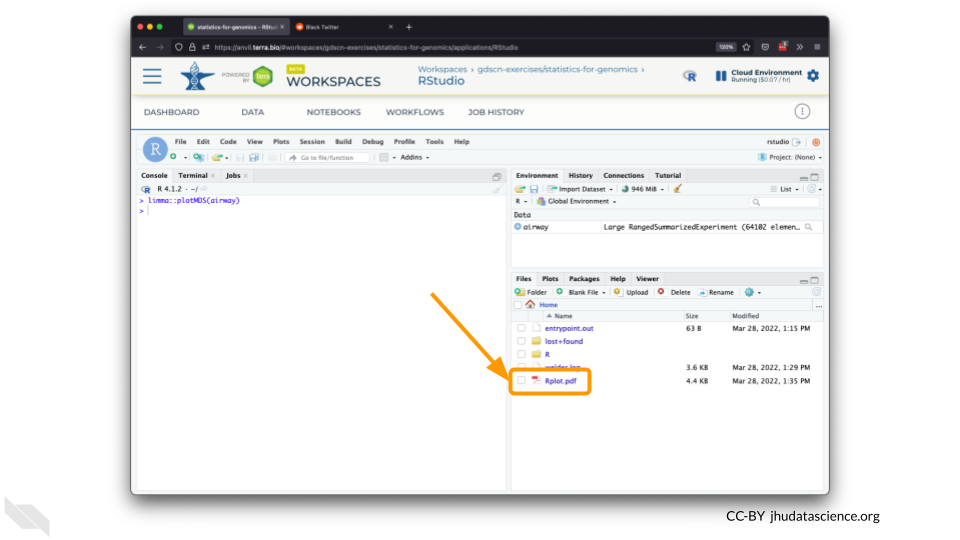 statistics-for-genomics - RStud × Black Twitter × +
https://anvil.terra.bio/#workspaces/gdscn-exercises/statistics-for-genomics/applications/RStudio 120%
POWERED BY Terra BETA WORKSPACES
Workspaces › gdscn-exercises/statistics-for-genomics ›
RStudio
R Cloud Environment
Running ($0.07 / hr)
DASHBOARD DATA NOTEBOOKS WORKFLOWS JOB HISTORY
R File Edit Code View Plots Session Build Debug Profile Tools Help rstudio
Go to file/function Addins Project: (None)
Console Terminal × Jobs ×
R 4.1.2 · ~/
> limma::plotMDS(airway)
>
Environment History Connections Tutorial
Import Dataset 946 MiB List
R Global Environment
Data
airway Large RangedSummarizedExperiment (64102 elemen…
Files Plots Packages Help Viewer
Folder Blank File Upload Delete Rename
Home ...
Name Size Modified
entrypoint.out 63 B Mar 28, 2022, 1:15 PM
lost+found
R
welder.log 3.6 KB Mar 28, 2022, 1:29 PM
Rplot.pdf 4.4 KB Mar 28, 2022, 1:35 PM
CC-BY jhudatascience.org